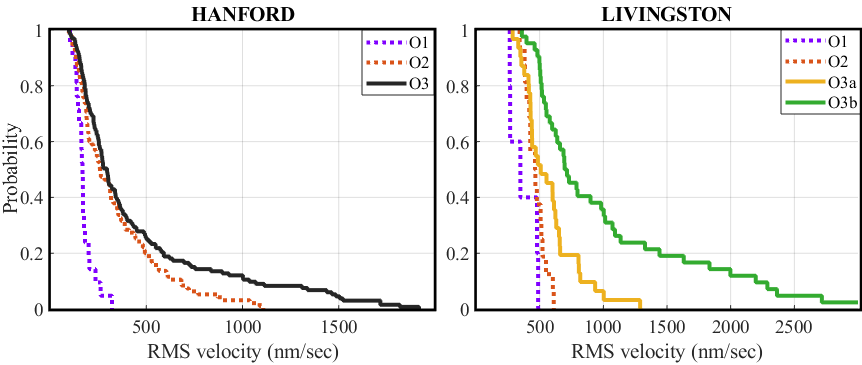 HANFORD
Probability
1
0.8
0.6
0.4
0.2
0
500
1000
1500
RMS velocity (nm/sec)
O1
O2
O3
LIVINGSTON
1
0.8
0.6
0.4
0.2
0
500
1000
1500
2000
2500
RMS velocity (nm/sec)
O1
O2
O3a
O3b